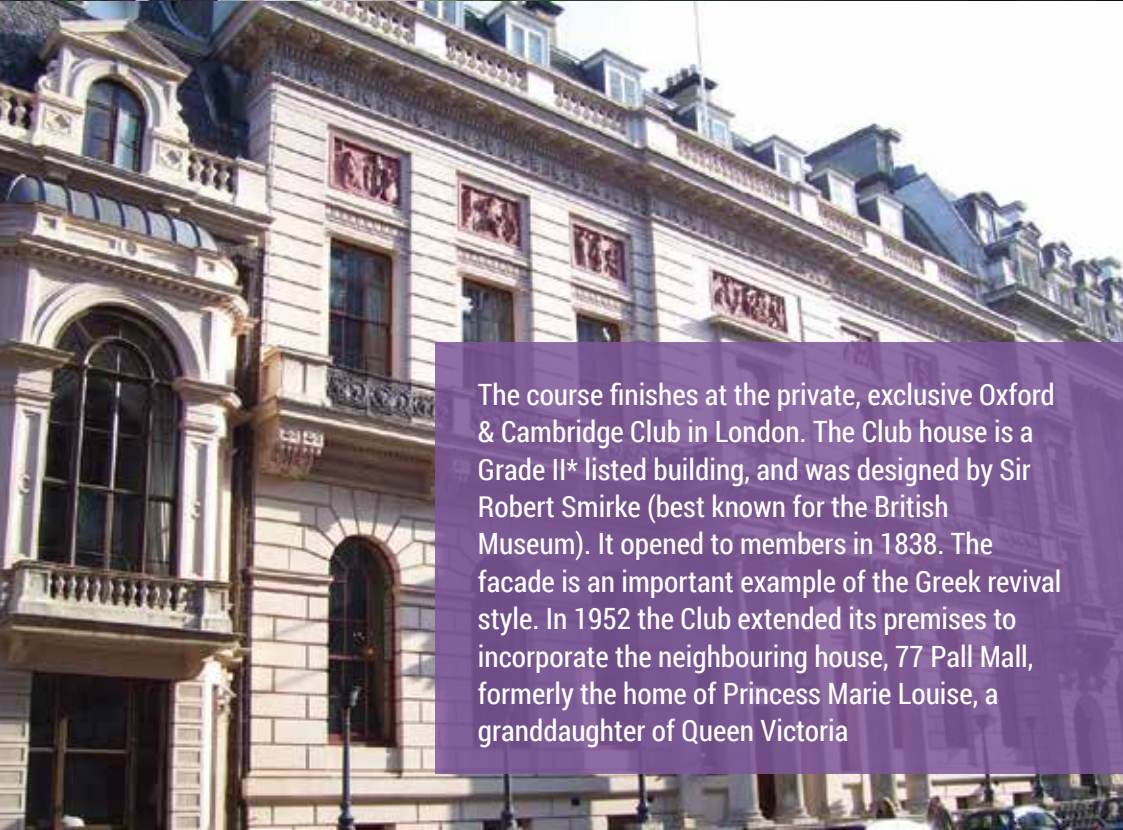 The course finishes at the private, exclusive Oxford
& Cambridge Club in London. The Club house is a
Grade II* listed building, and was designed by Sir
Robert Smirke (best known for the British
Museum). It opened to members in 1838. The
facade is an important example of the Greek revival
style. In 1952 the Club extended its premises to
incorporate the neighbouring house, 77 Pall Mall,
formerly the home of Princess Marie Louise, a
granddaughter of Queen Victoria